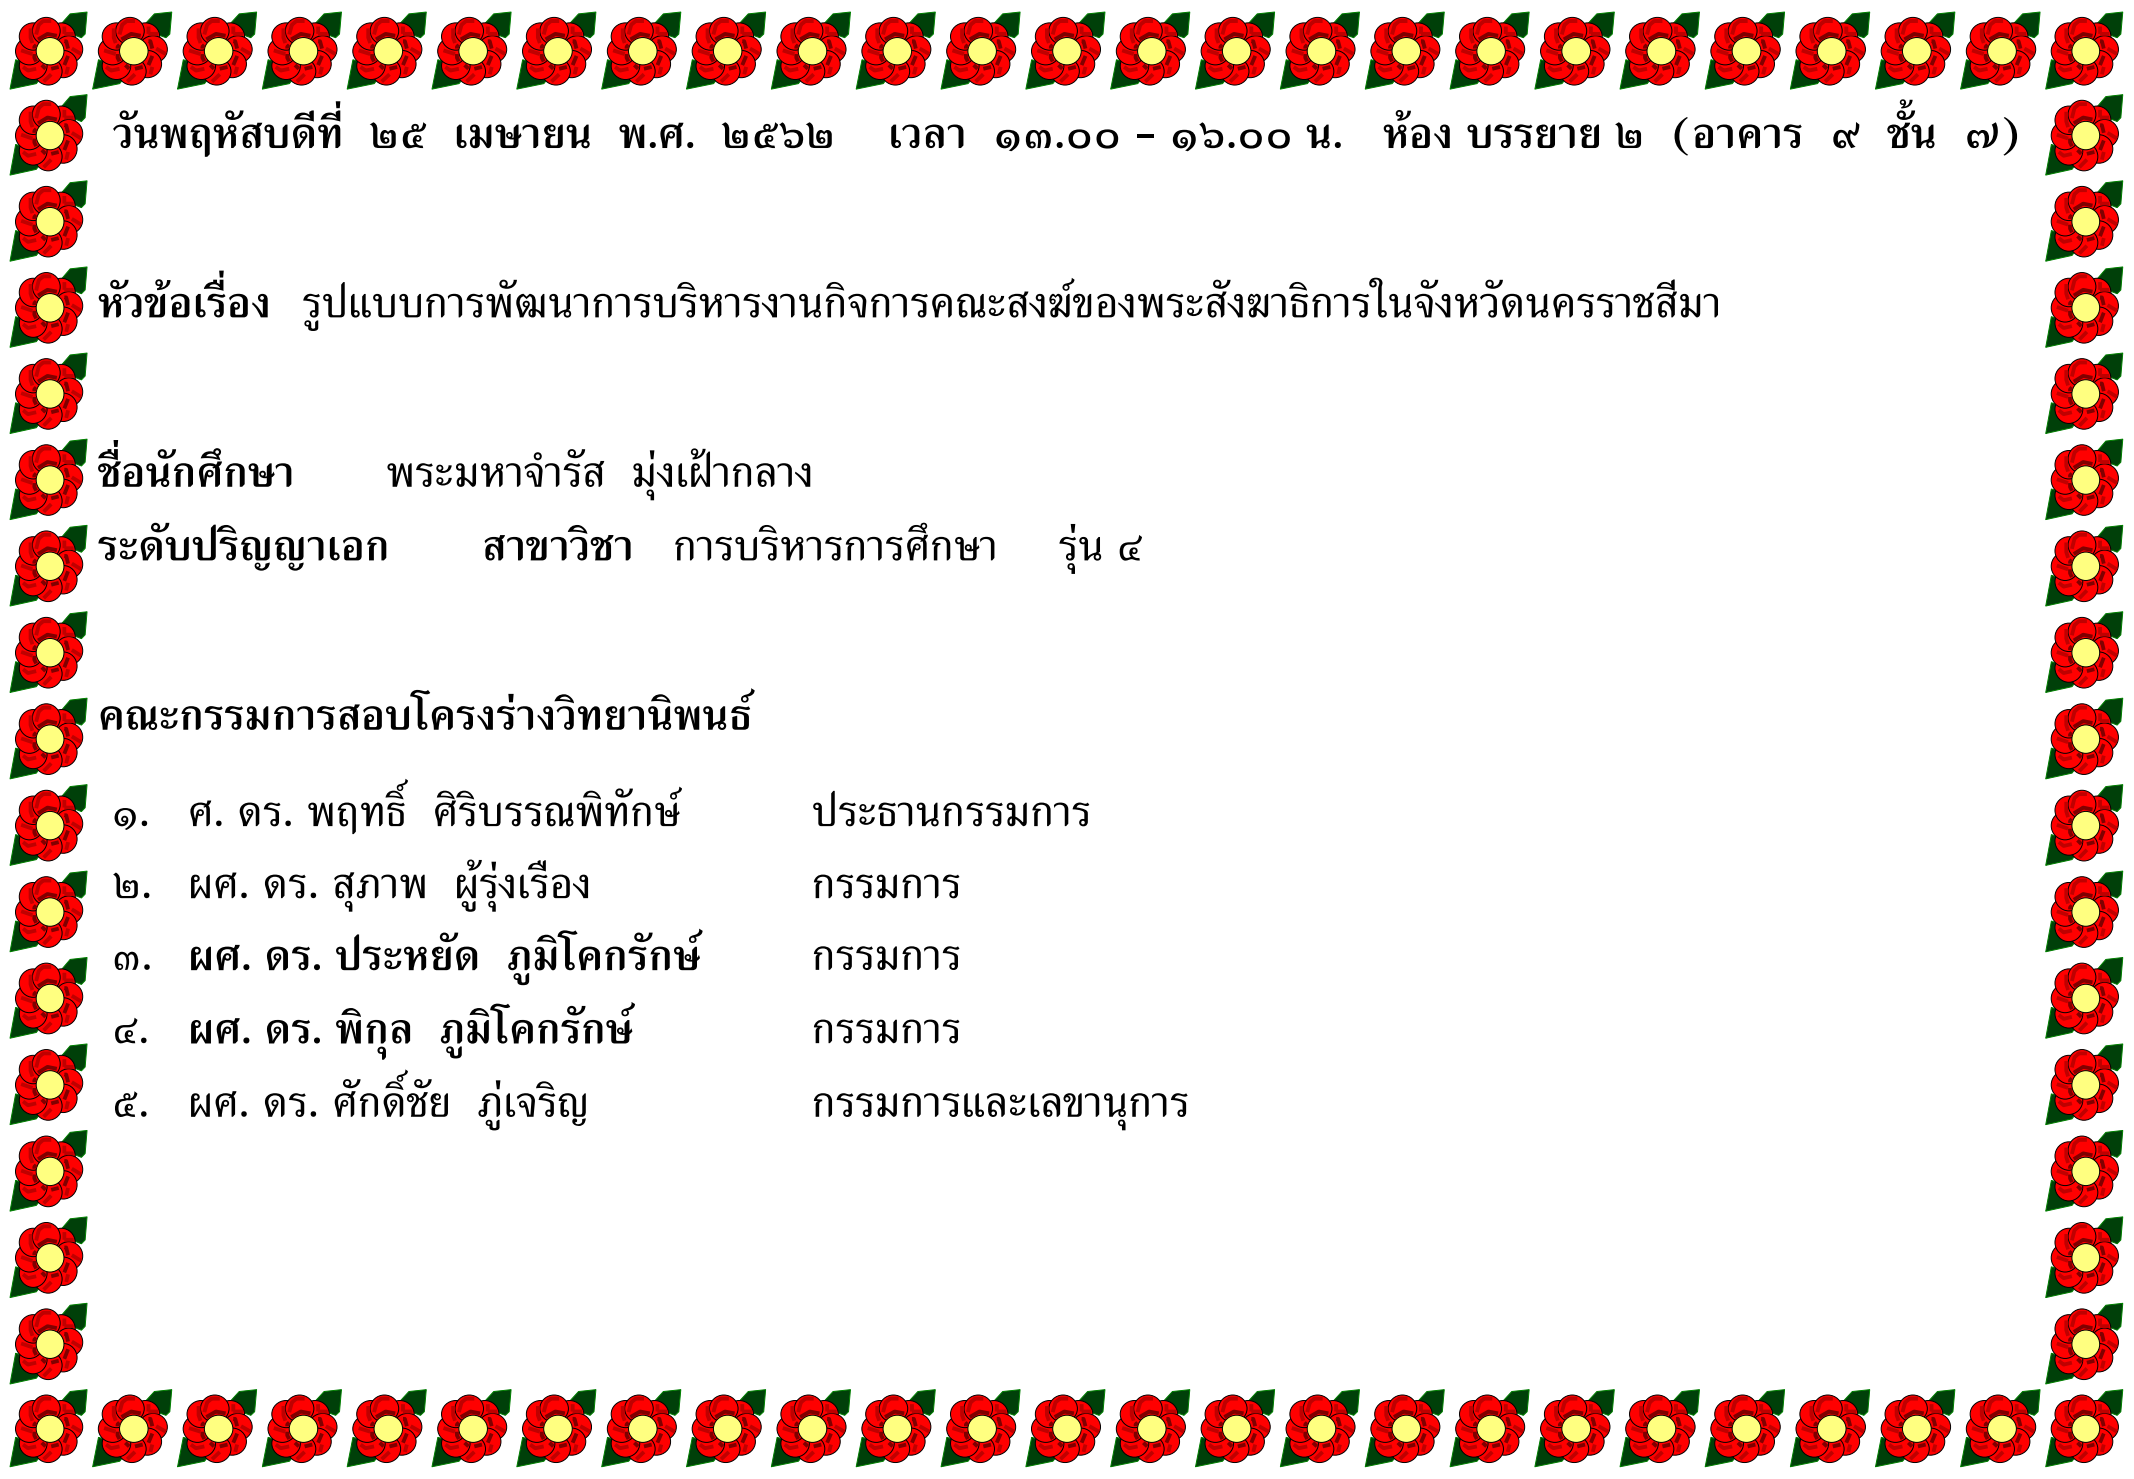 วันพฤหัสบดีที่ ๒๕ เมษายน พ.ศ. ๒๕๖๒ เวลา ๑๓.๐๐ – ๑๖.๐๐ น. ห้อง บรรยาย ๒ (อาคาร ๙ ชั้น ๗)
หัวข้อเรื่อง รูปแบบการพัฒนาการบริหารงานกิจการคณะสงฆ์ของพระสังฆาธิการในจังหวัดนครราชสีมา
ชื่อนักศึกษา พระมหาจำรัส มุ่งเฝ้ากลาง
ระดับปริญญาเอก สาขาวิชา การบริหารการศึกษา รุ่น ๔
คณะกรรมการสอบโครงร่างวิทยานิพนธ์
๑. ศ. ดร. พฤทธิ์ ศิริบรรณพิทักษ์ ประธานกรรมการ
๒. ผศ. ดร. สุภาพ ผู้รุ่งเรือง กรรมการ
๓. ผศ. ดร. ประหยัด ภูมิโคกรักษ์ กรรมการ
๔. ผศ. ดร. พิกุล ภูมิโคกรักษ์ กรรมการ
๕. ผศ. ดร. ศักดิ์ชัย ภู่เจริญ กรรมการและเลขานุการ